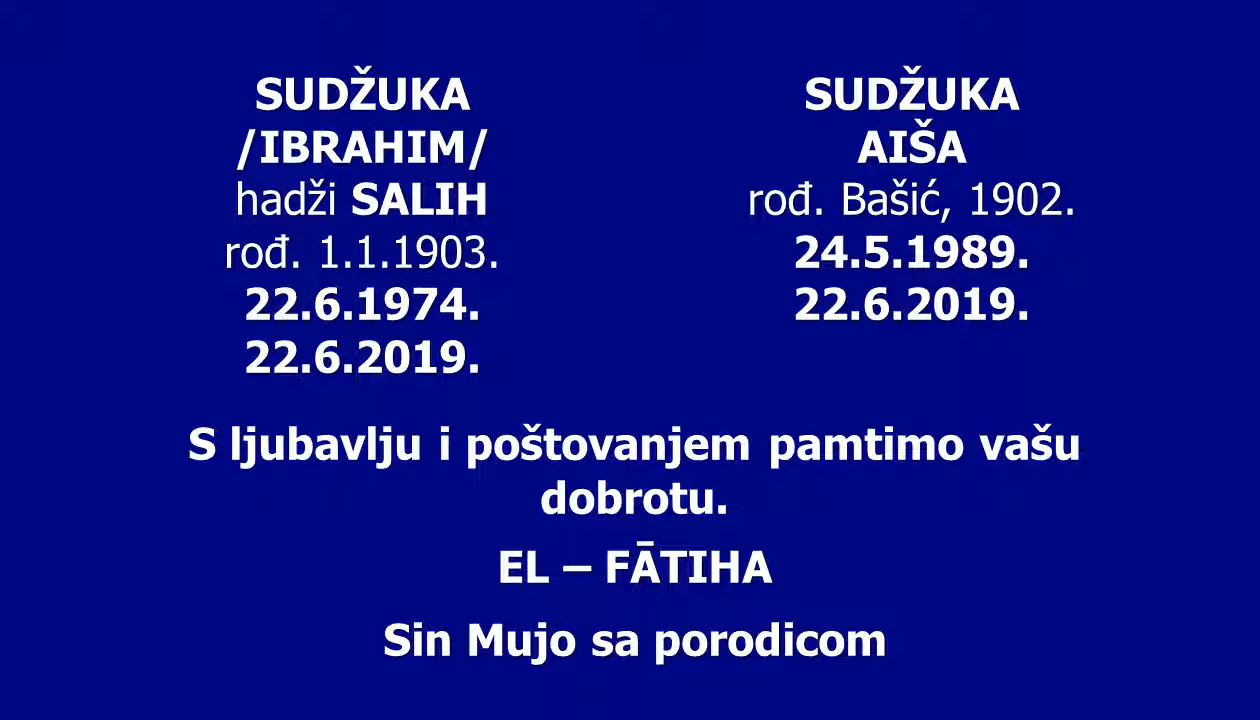 SUDŽUKA
/IBRAHIM/
hadži SALIH
rođ. 1.1.1903.
22.6.1974.
22.6.2019.
SUDŽUKA
AIŠA
rođ. Bašić, 1902.
24.5.1989.
22.6.2019.
S ljubavlju i poštovanjem pamtimo vašu
dobrotu.
EL – FĀTIHA
Sin Mujo sa porodicom